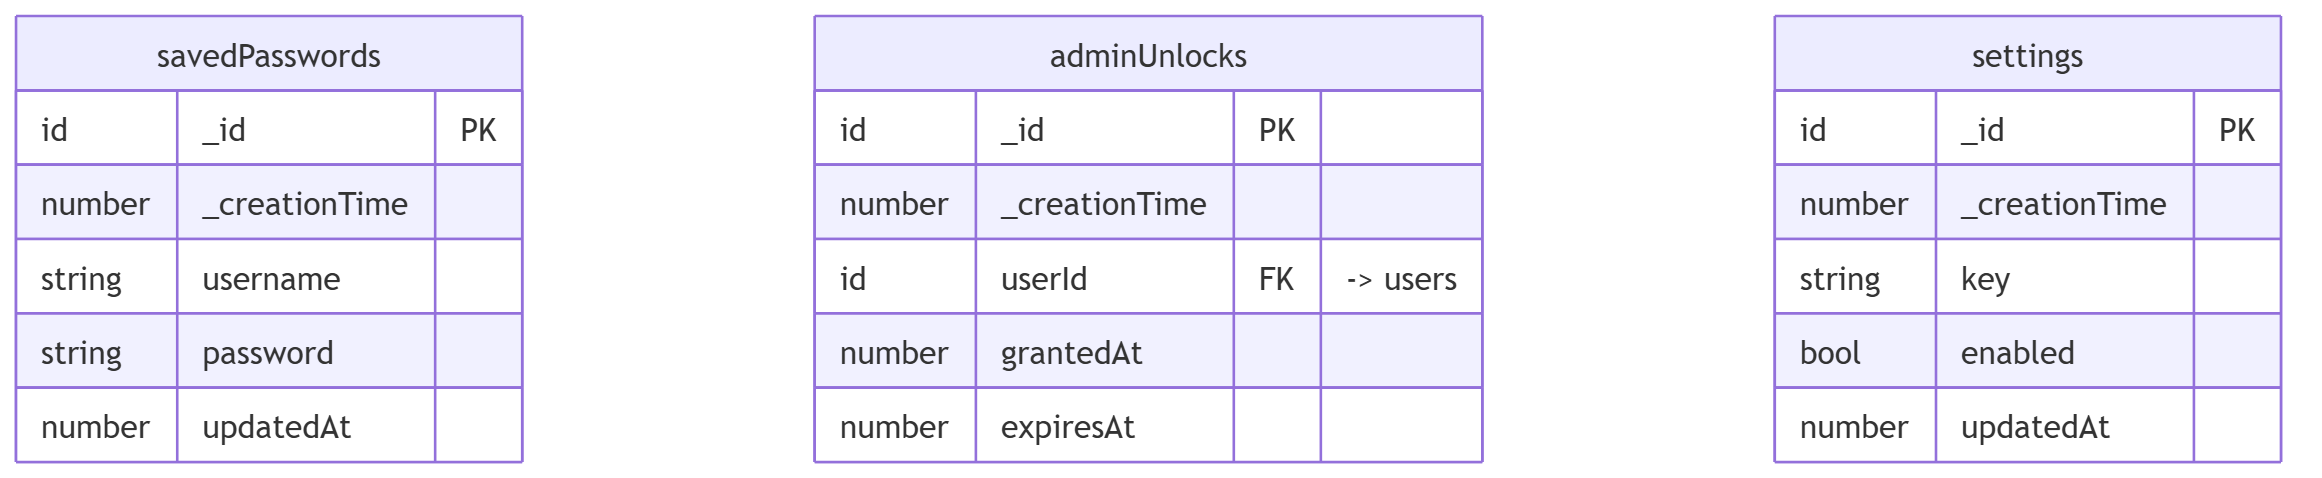 savedPasswords
id _id PK
number _creationTime
string username
string password
number updatedAt
adminUnlocks
id _id PK
number _creationTime
id userId FK -> users
number grantedAt
number expiresAt
settings
id _id PK
number _creationTime
string key
bool enabled
number updatedAt